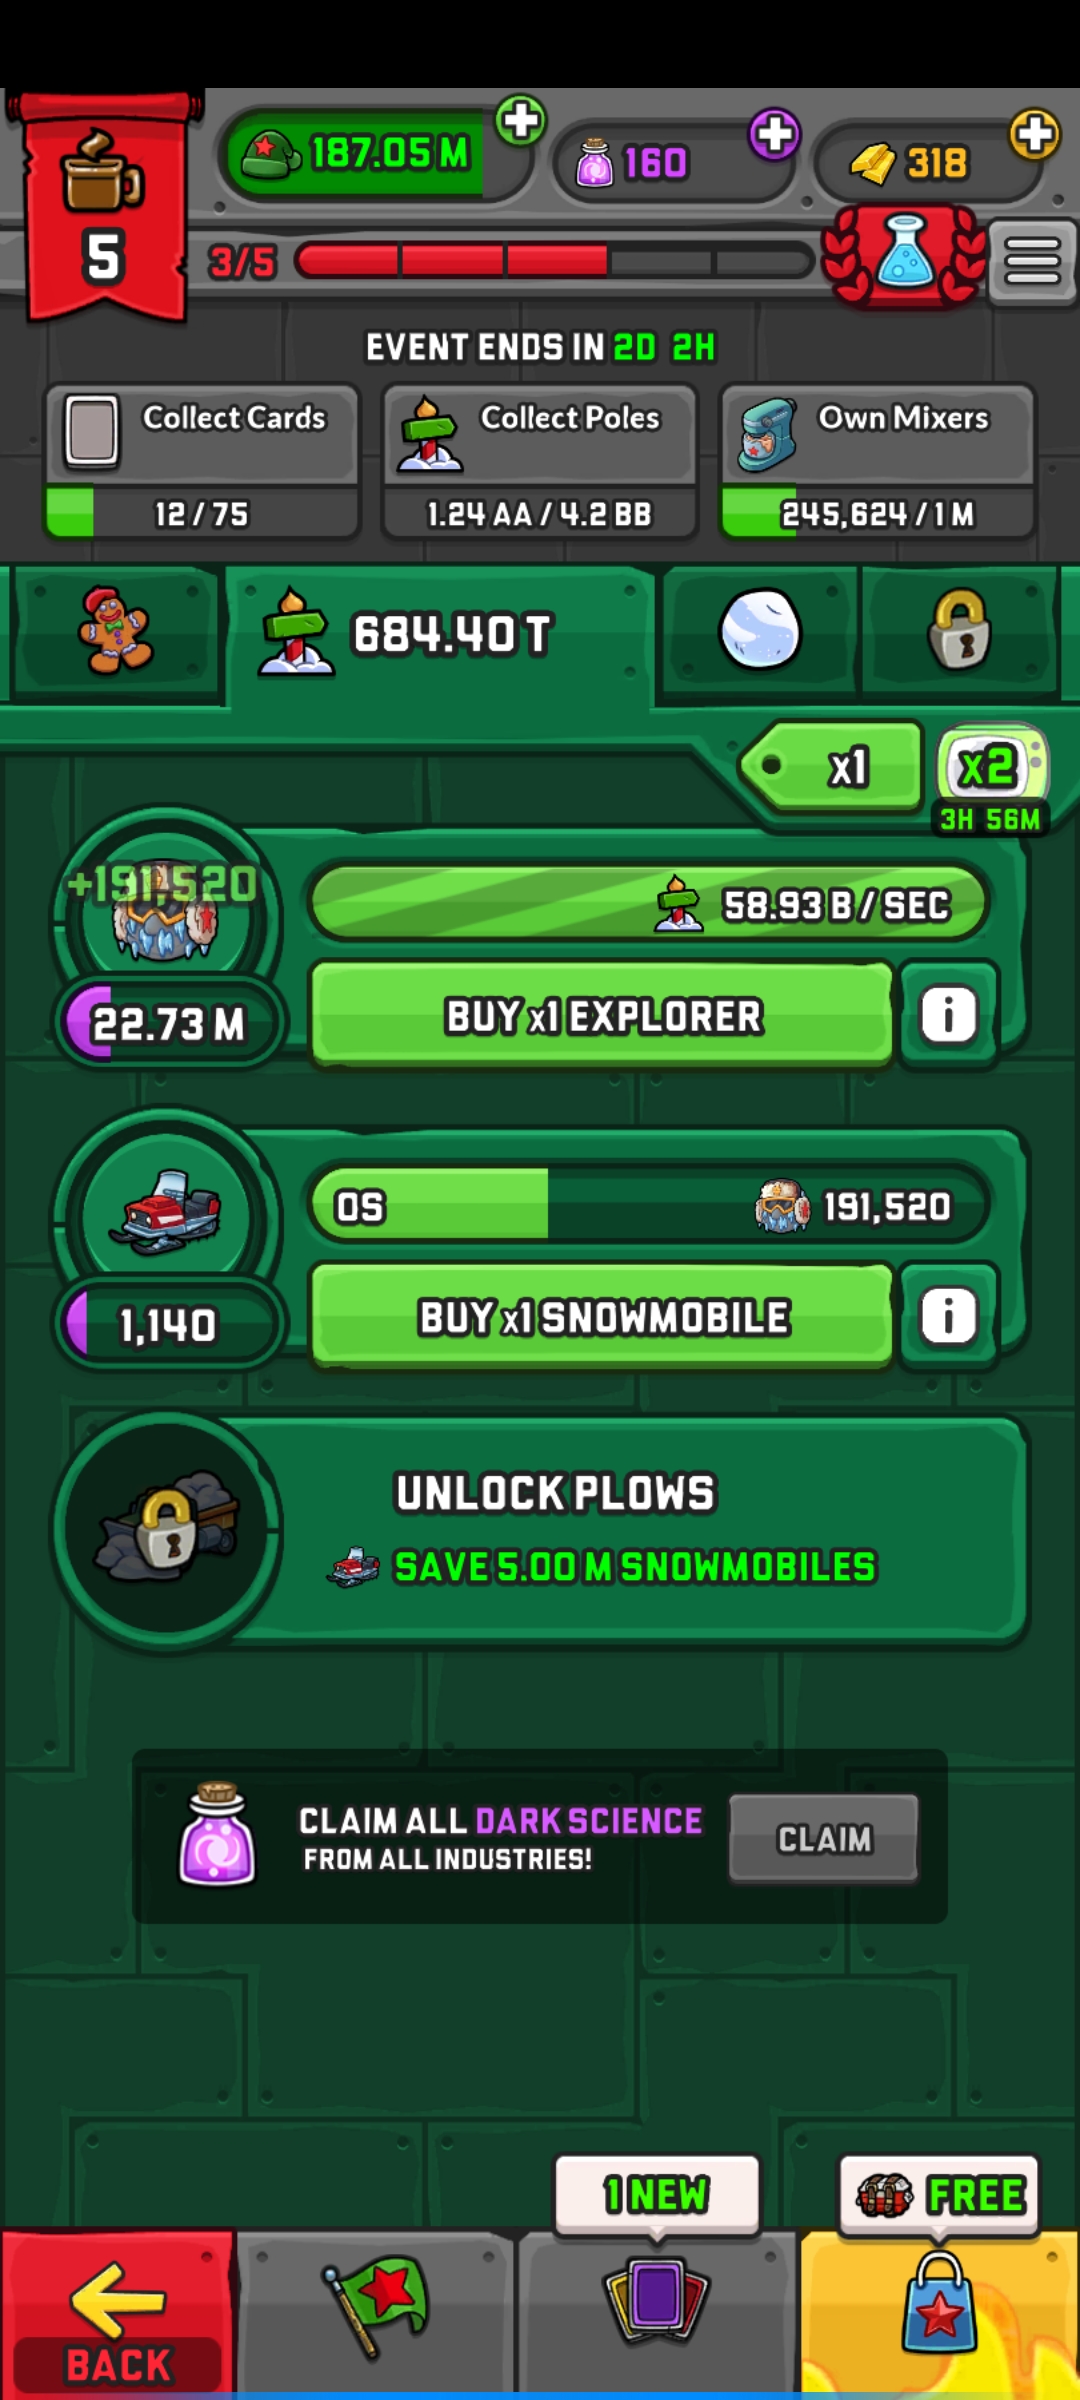 187.05 M
160
318
5
3/5
EVENT ENDS IN 2D 2H
Collect Cards
12 / 75
Collect Poles
1.24 AA / 4.2 BB
Own Mixers
245,624 / 1 M
684.40 T
x1
x2
3H 56M
+191,520
58.93 B / SEC
22.73 M
BUY x1 EXPLORER
i
0S
191,520
1,140
BUY x1 SNOWMOBILE
i
UNLOCK PLOWS
SAVE 5.00 M SNOWMOBILES
CLAIM ALL DARK SCIENCE
FROM ALL INDUSTRIES!
CLAIM
1 NEW
FREE
BACK